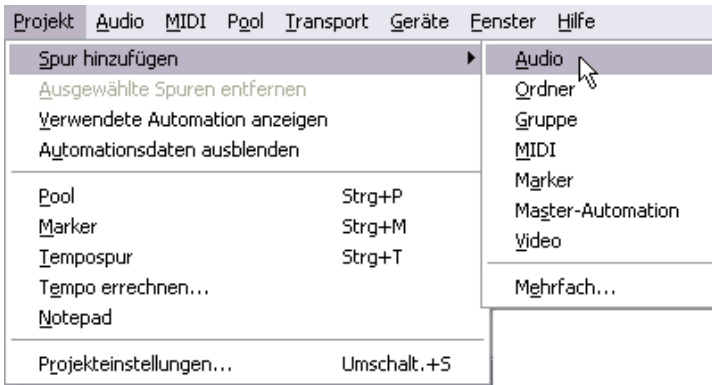 Projekt Audio MIDI Pool Transport Geräte Fenster Hilfe
Spur hinzufügen
Ausgewählte Spuren entfernen
Verwendete Automation anzeigen
Automationsdaten ausblenden
Pool Strg+P
Marker Strg+M
Tempospur Strg+T
Tempo errechnen...
Notepad
Projekteinstellungen... Umschalt.+S
Audio
Ordner
Gruppe
MIDI
Marker
Master-Automation
Video
Mehrfach...